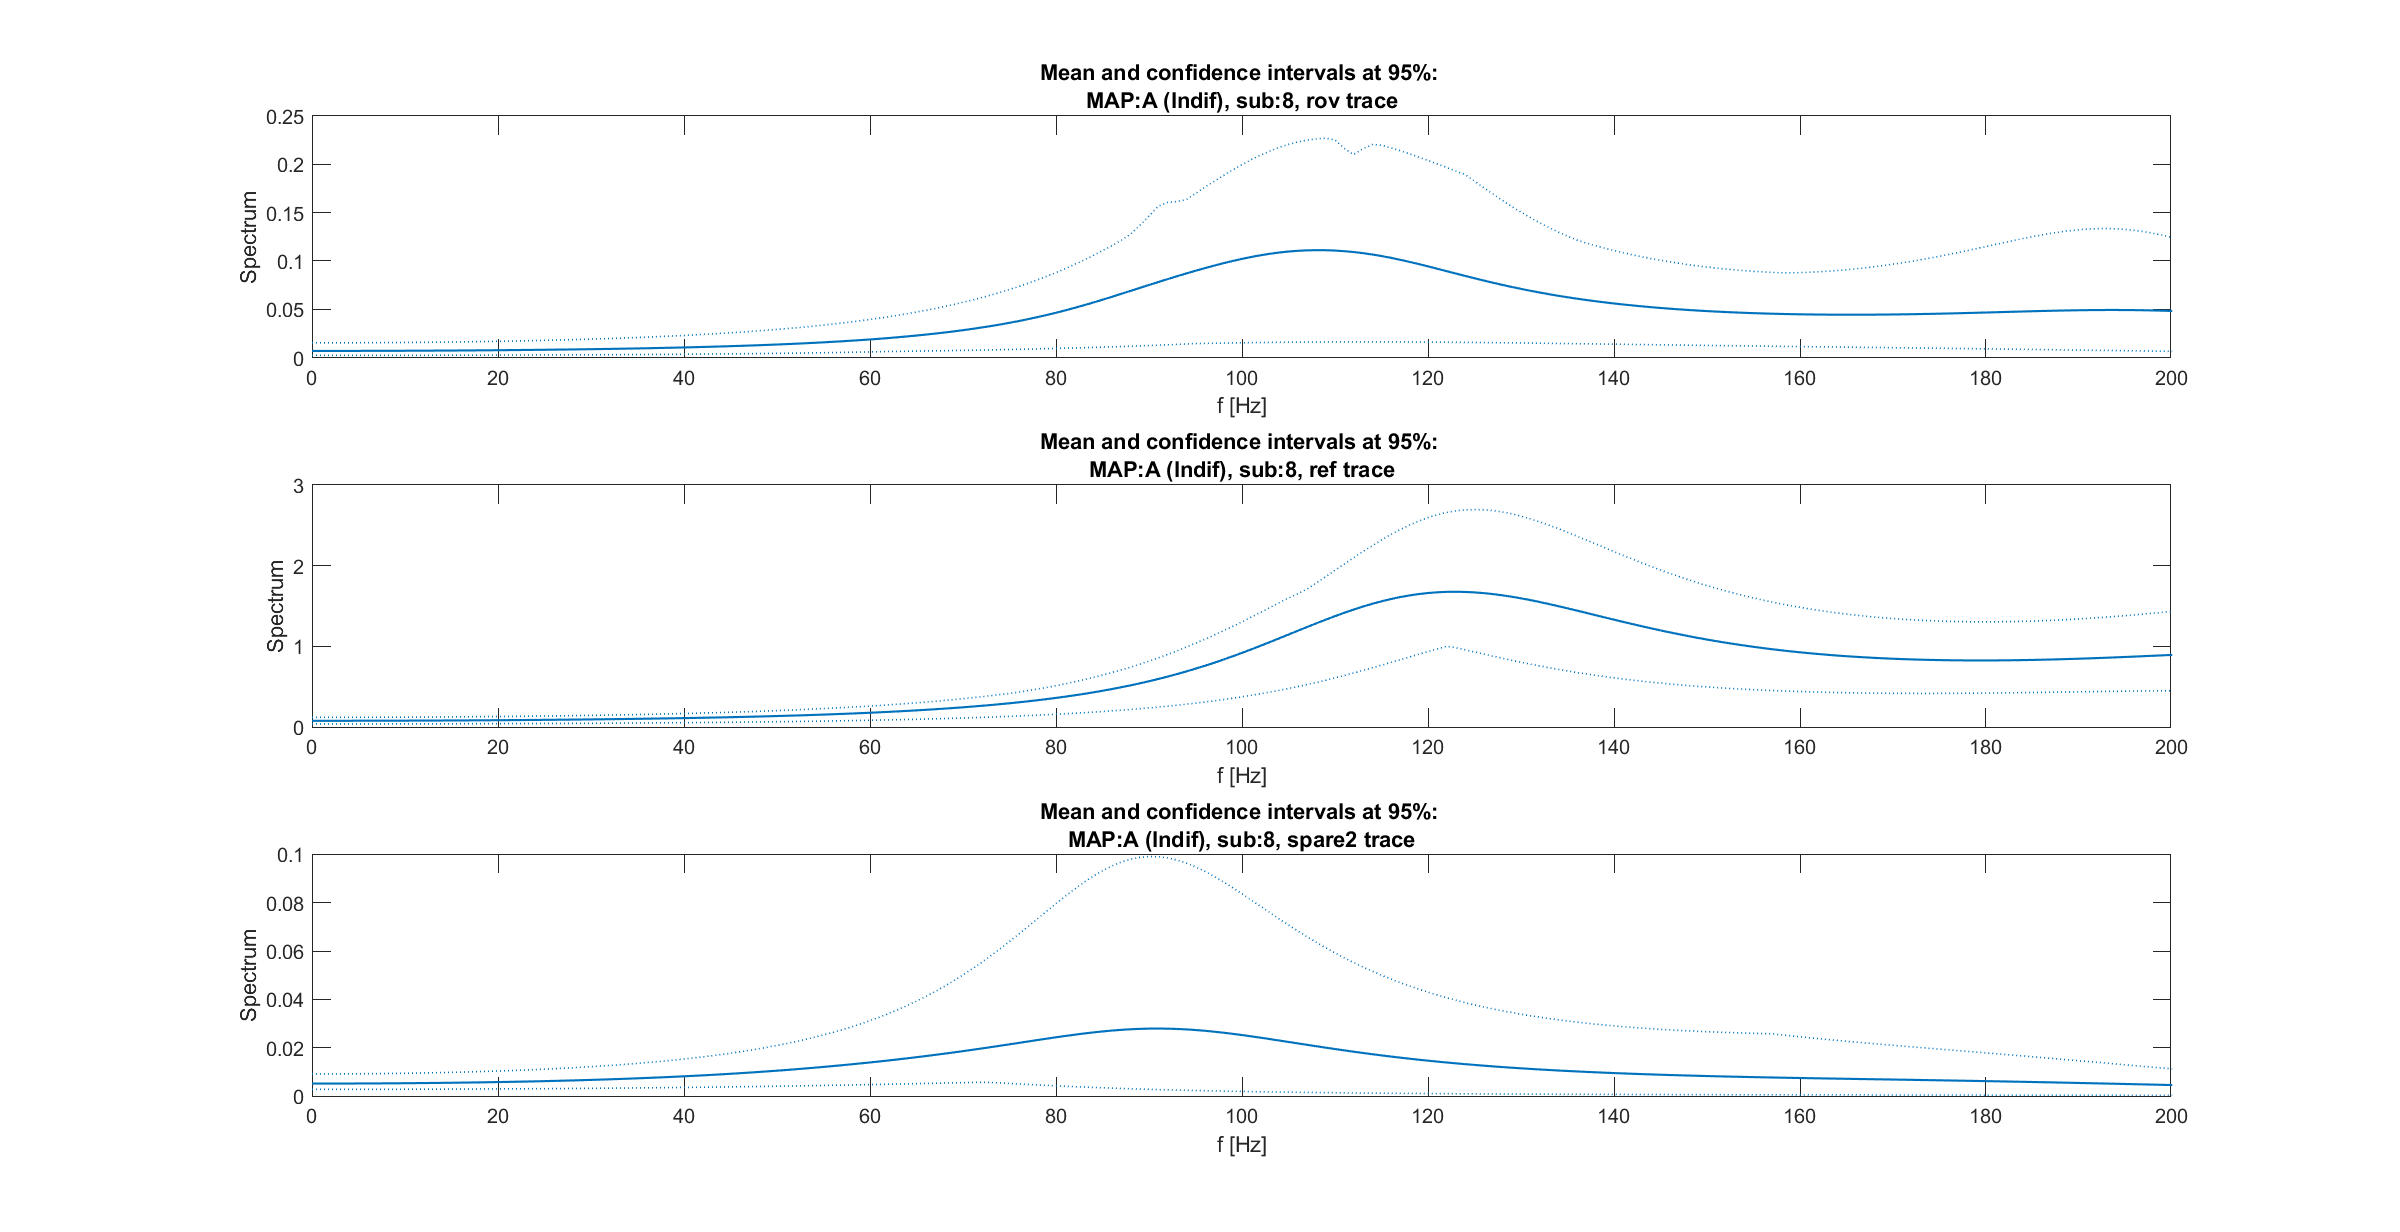 Mean and confidence intervals at 95%:
MAP:A (Indif), sub:8, rov trace
0.25
0.2
0.15
0.1
0.05
0
Spectrum
0 20 40 60 80 100 120 140 160 180 200
f [Hz]
Mean and confidence intervals at 95%:
MAP:A (Indif), sub:8, ref trace
3
2
1
0
Spectrum
0 20 40 60 80 100 120 140 160 180 200
f [Hz]
Mean and confidence intervals at 95%:
MAP:A (Indif), sub:8, spare2 trace
0.1
0.08
0.06
0.04
0.02
0
Spectrum
0 20 40 60 80 100 120 140 160 180 200
f [Hz]